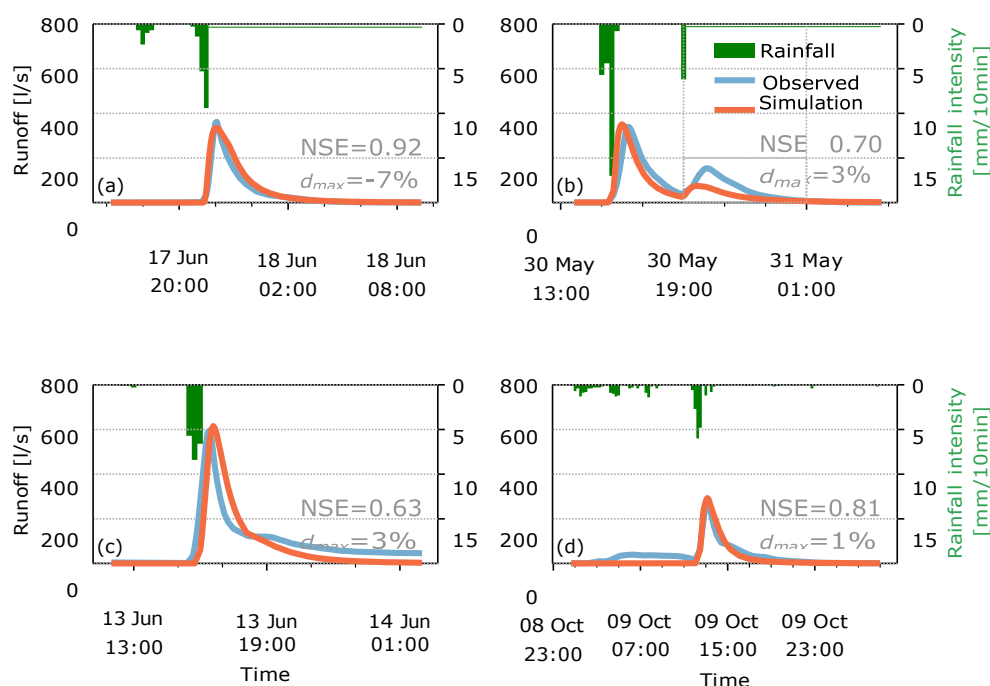 800
600
400
200
0
Runoff [l/s]
(a)
NSE=0.92
dmax=-7%
0
5
10
15
17 Jun
20:00
18 Jun
02:00
18 Jun
08:00
800
600
400
200
0
(b)
Rainfall
Observed
Simulation
NSE 0.70
dmax=3%
0
5
10
15
Rainfall intensity
[mm/10min]
30 May
13:00
30 May
19:00
31 May
01:00
800
600
400
200
0
Runoff [l/s]
(c)
NSE=0.63
dmax=3%
0
5
10
15
13 Jun
13:00
13 Jun
19:00
14 Jun
01:00
Time
800
600
400
200
0
(d)
NSE=0.81
dmax=1%
0
5
10
15
Rainfall intensity
[mm/10min]
08 Oct
23:00
09 Oct
07:00
09 Oct
15:00
09 Oct
23:00
Time